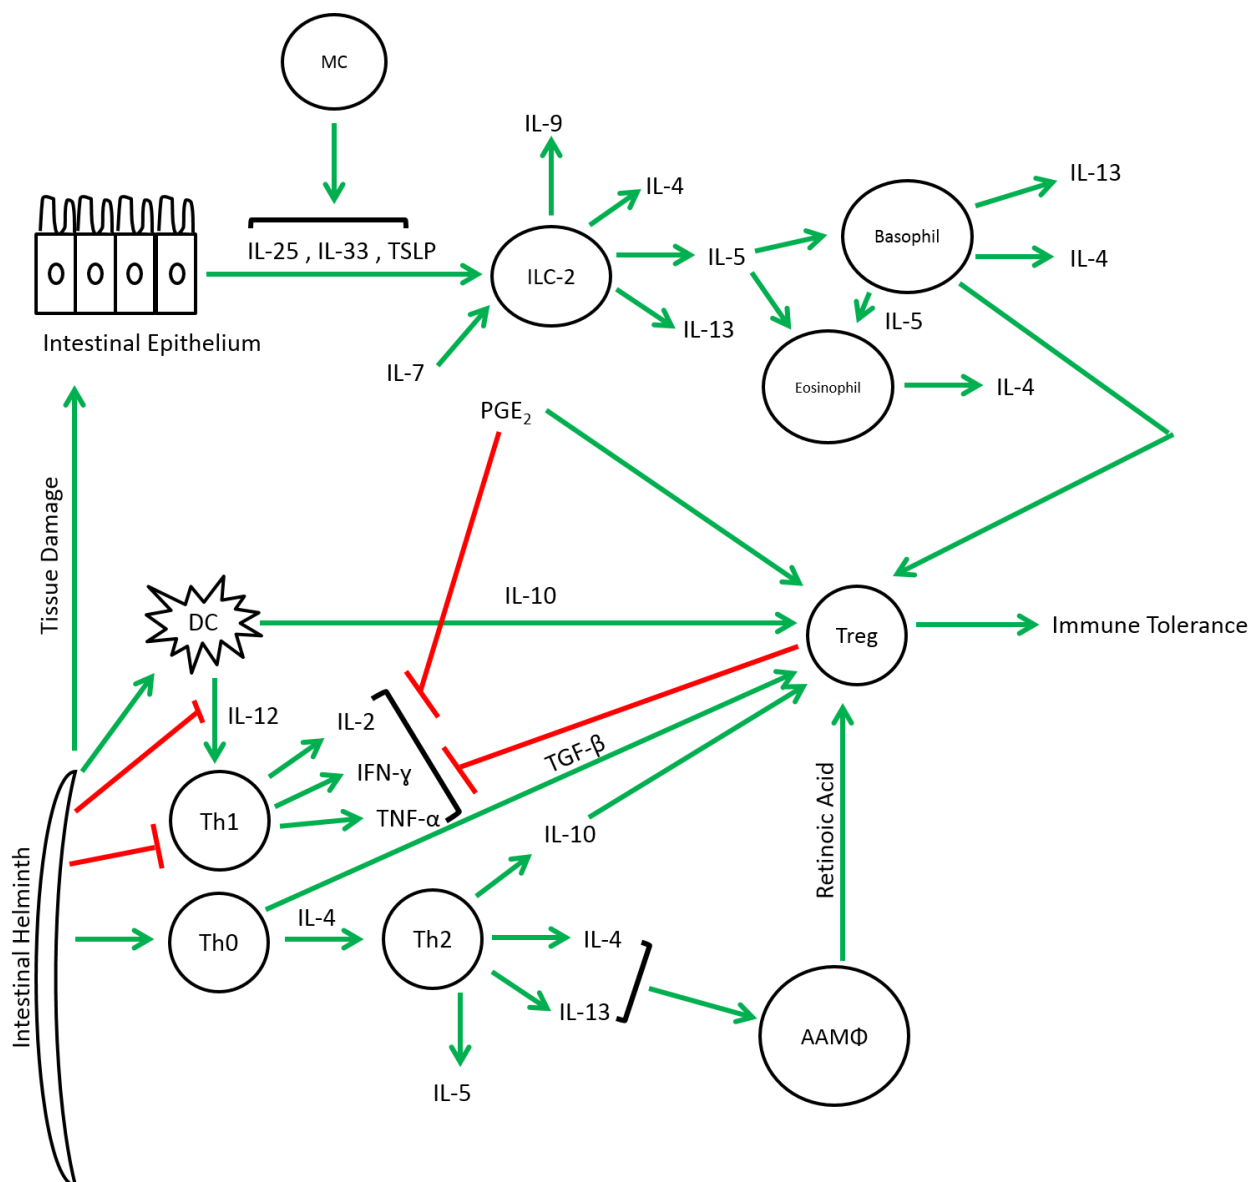 MC
IL-9
IL-4
IL-13
IL-25 , IL-33 , TSLP
ILC-2
IL-5
Basophil
IL-4
IL-13
IL-5
Intestinal Epithelium
IL-7
Eosinophil
IL-4
PGE₂
Tissue Damage
DC
IL-10
Treg
Immune Tolerance
IL-12
IL-2
IFN-ɣ
TNF-α
TGF-β
Th1
IL-10
Retinoic Acid
Intestinal Helminth
Th0
IL-4
Th2
IL-4
IL-13
AAMΦ
IL-5